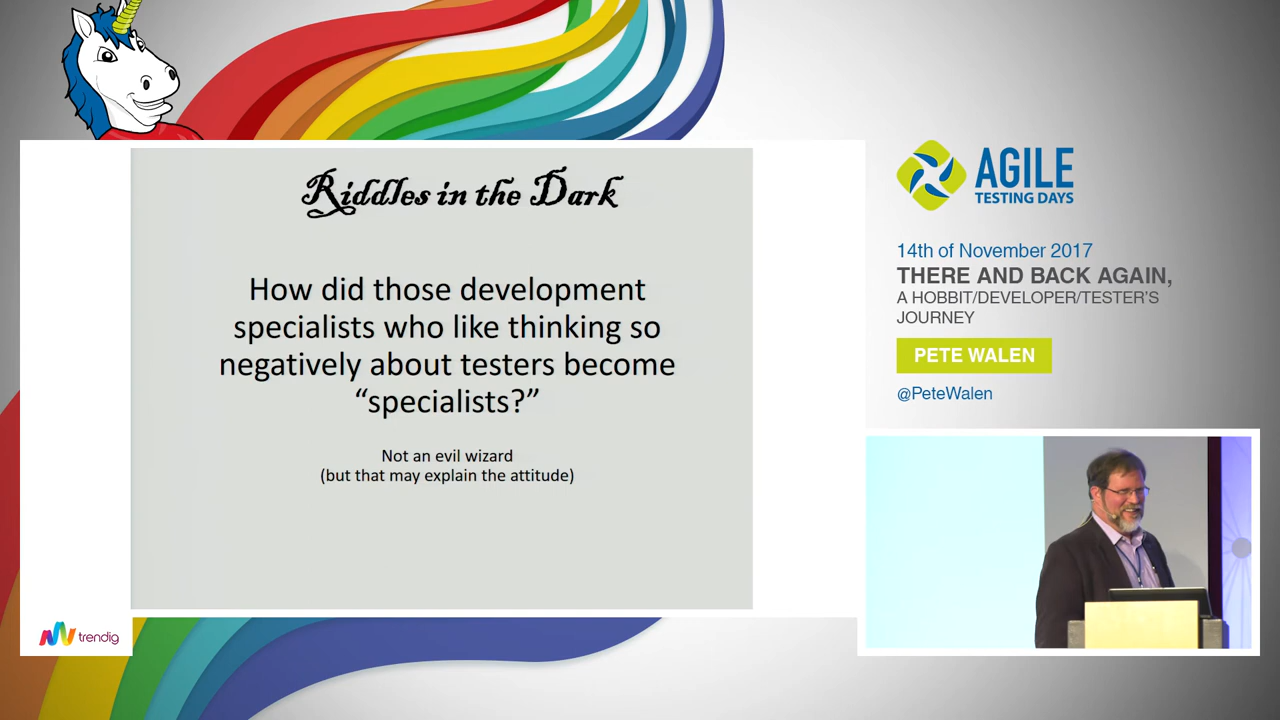 Riddles in the Dark
How did those development
specialists who like thinking so
negatively about testers become
“specialists?”
Not an evil wizard
(but that may explain the attitude)
trendig
AGILE
TESTING DAYS
14th of November 2017
THERE AND BACK AGAIN,
A HOBBIT/DEVELOPER/TESTER'S
JOURNEY
PETE WALEN
@PeteWalen